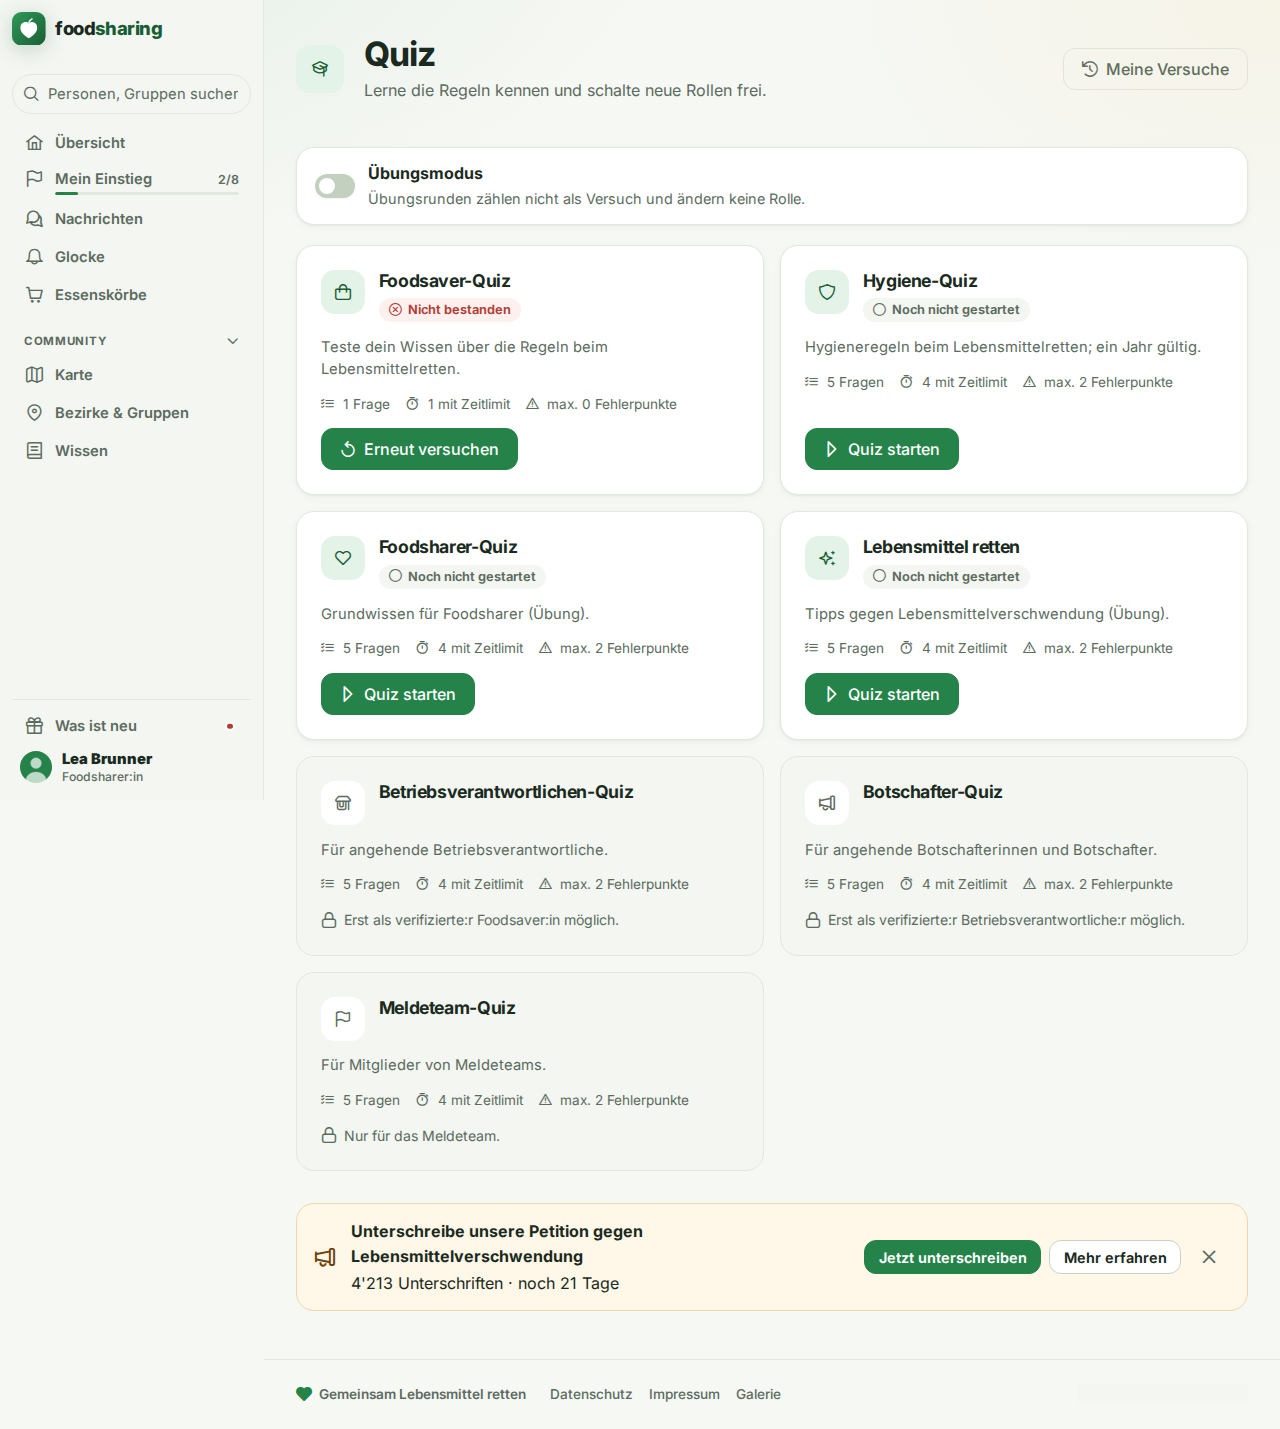 foodsharing
Personen, Gruppen sucher
Übersicht
Mein Einstieg 2/8
Nachrichten
Glocke
Essenskörbe
COMMUNITY
Karte
Bezirke & Gruppen
Wissen
Was ist neu
Lea Brunner
Foodsharer:in
Quiz
Lerne die Regeln kennen und schalte neue Rollen frei.
Meine Versuche
Übungsmodus
Übungsrunden zählen nicht als Versuch und ändern keine Rolle.
Foodsaver-Quiz
Nicht bestanden
Teste dein Wissen über die Regeln beim
Lebensmittelretten.
1 Frage 1 mit Zeitlimit max. 0 Fehlerpunkte
Erneut versuchen
Hygiene-Quiz
Noch nicht gestartet
Hygieneregeln beim Lebensmittelretten; ein Jahr gültig.
5 Fragen 4 mit Zeitlimit max. 2 Fehlerpunkte
Quiz starten
Foodsharer-Quiz
Noch nicht gestartet
Grundwissen für Foodsharer (Übung).
5 Fragen 4 mit Zeitlimit max. 2 Fehlerpunkte
Quiz starten
Lebensmittel retten
Noch nicht gestartet
Tipps gegen Lebensmittelverschwendung (Übung).
5 Fragen 4 mit Zeitlimit max. 2 Fehlerpunkte
Quiz starten
Betriebsverantwortlichen-Quiz
Für angehende Betriebsverantwortliche.
5 Fragen 4 mit Zeitlimit max. 2 Fehlerpunkte
Erst als verifizierte:r Foodsaver:in möglich.
Botschafter-Quiz
Für angehende Botschafterinnen und Botschafter.
5 Fragen 4 mit Zeitlimit max. 2 Fehlerpunkte
Erst als verifizierte:r Betriebsverantwortliche:r möglich.
Meldeteam-Quiz
Für Mitglieder von Meldeteams.
5 Fragen 4 mit Zeitlimit max. 2 Fehlerpunkte
Nur für das Meldeteam.
Unterschreibe unsere Petition gegen
Lebensmittelverschwendung
4'213 Unterschriften · noch 21 Tage
Jetzt unterschreiben
Mehr erfahren
Gemeinsam Lebensmittel retten Datenschutz Impressum Galerie